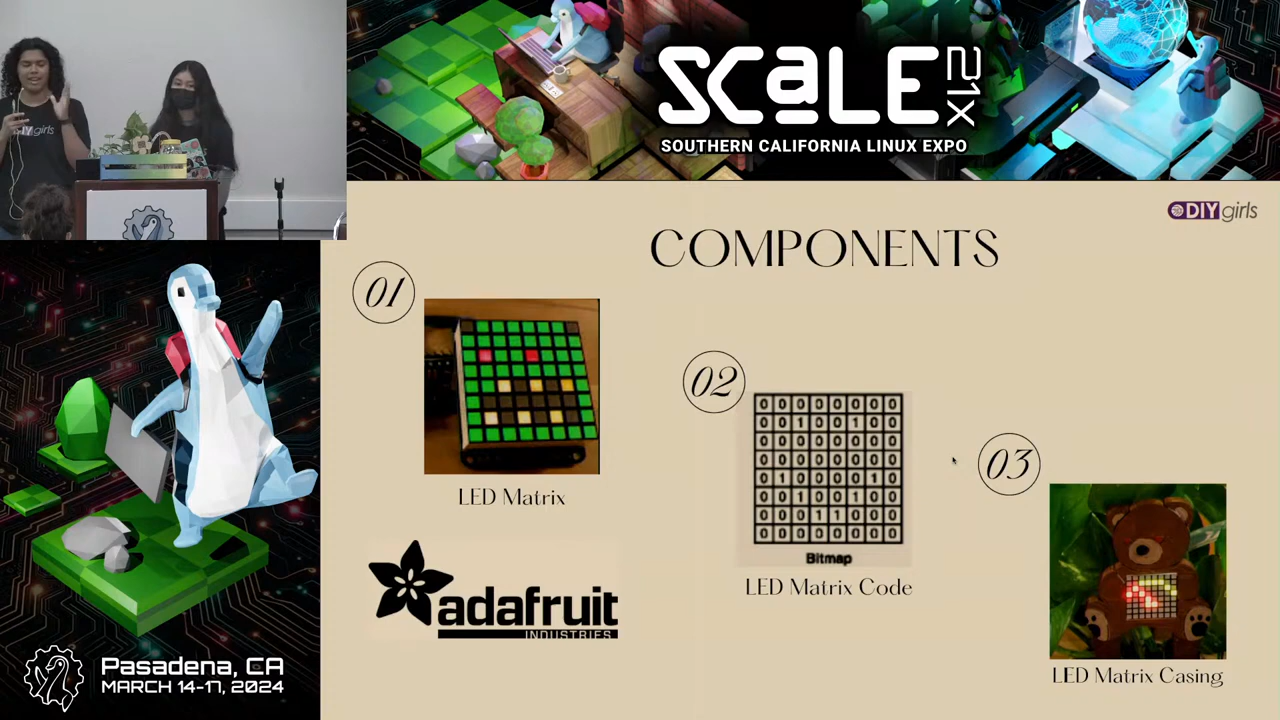 DIYgirls
SCaLE 21x
SOUTHERN CALIFORNIA LINUX EXPO
DIYgirls
COMPONENTS
01
LED Matrix
adafruit
INDUSTRIES
02
0 0 0 0 0 0 0 0
0 0 1 0 0 1 0 0
0 0 0 0 0 0 0 0
0 0 0 0 0 0 0 0
0 1 0 0 0 0 1 0
0 0 1 0 0 1 0 0
0 0 0 1 1 0 0 0
0 0 0 0 0 0 0 0
Bitmap
LED Matrix Code
03
LED Matrix Casing
Pasadena, CA
MARCH 14-17, 2024